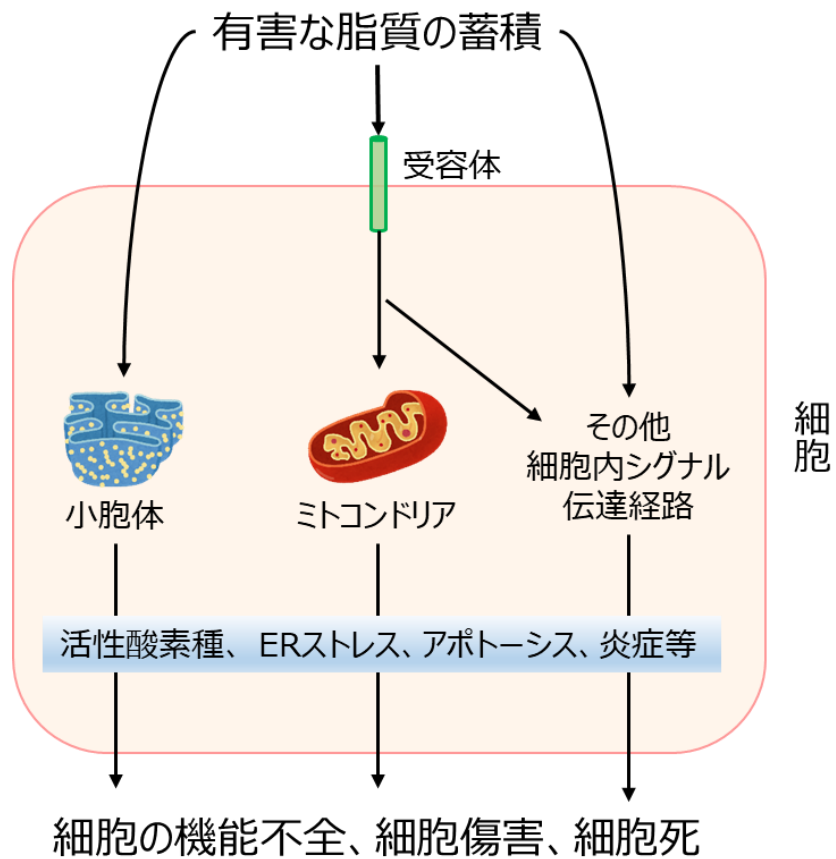 有害な脂質の蓄積
受容体
細胞
小胞体
ミトコンドリア
その他
細胞内シグナル
伝達経路
活性酸素種、ERストレス、アポトーシス、炎症等
細胞の機能不全、細胞傷害、細胞死